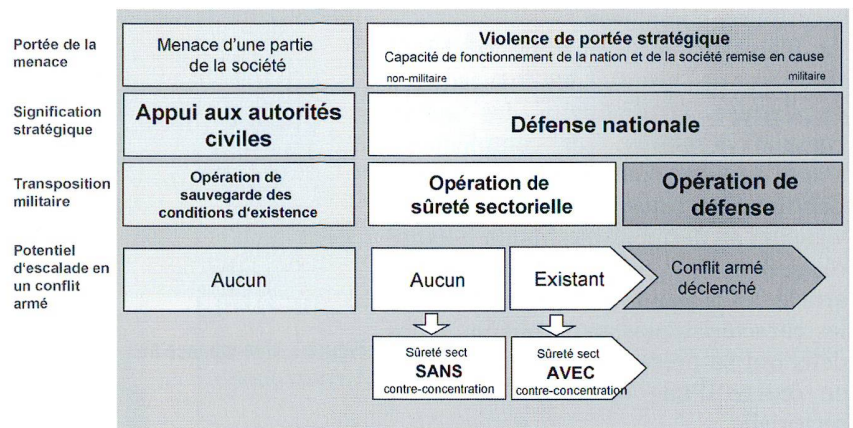 Portée de la
menace
Menace d'une partie
de la société
Violence de portée stratégique
Capacité de fonctionnement de la nation et de la société remise en cause
non-militaire
militaire
Signification
stratégique
Appui aux autorités
civiles
Défense nationale
Transposition
militaire
Opération de
sauvegarde des
conditions d'existence
Opération de
sûreté sectorielle
Opération de
défense
Potentiel
d'escalade en
un conflit
armé
Aucun
Aucun
Existant
Conflit armé
déclenché
Sûreté sect
SANS
contre-concentration
Sûreté sect
AVEC
contre-concentration